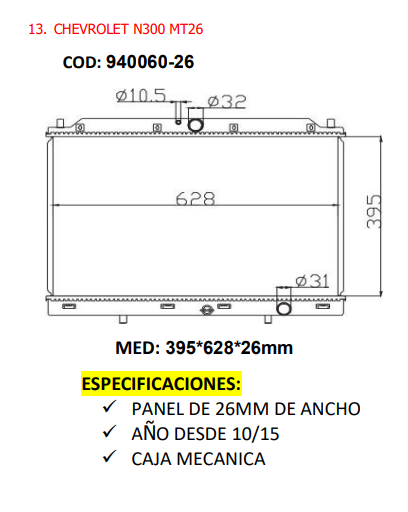 13. CHEVROLET N300 MT26
COD: 940060-26
Ø10.5
Ø32
628
395
Ø31
MED: 395*628*26mm
ESPECIFICACIONES:
✓ PANEL DE 26MM DE ANCHO
✓ AÑO DESDE 10/15
✓ CAJA MECANICA